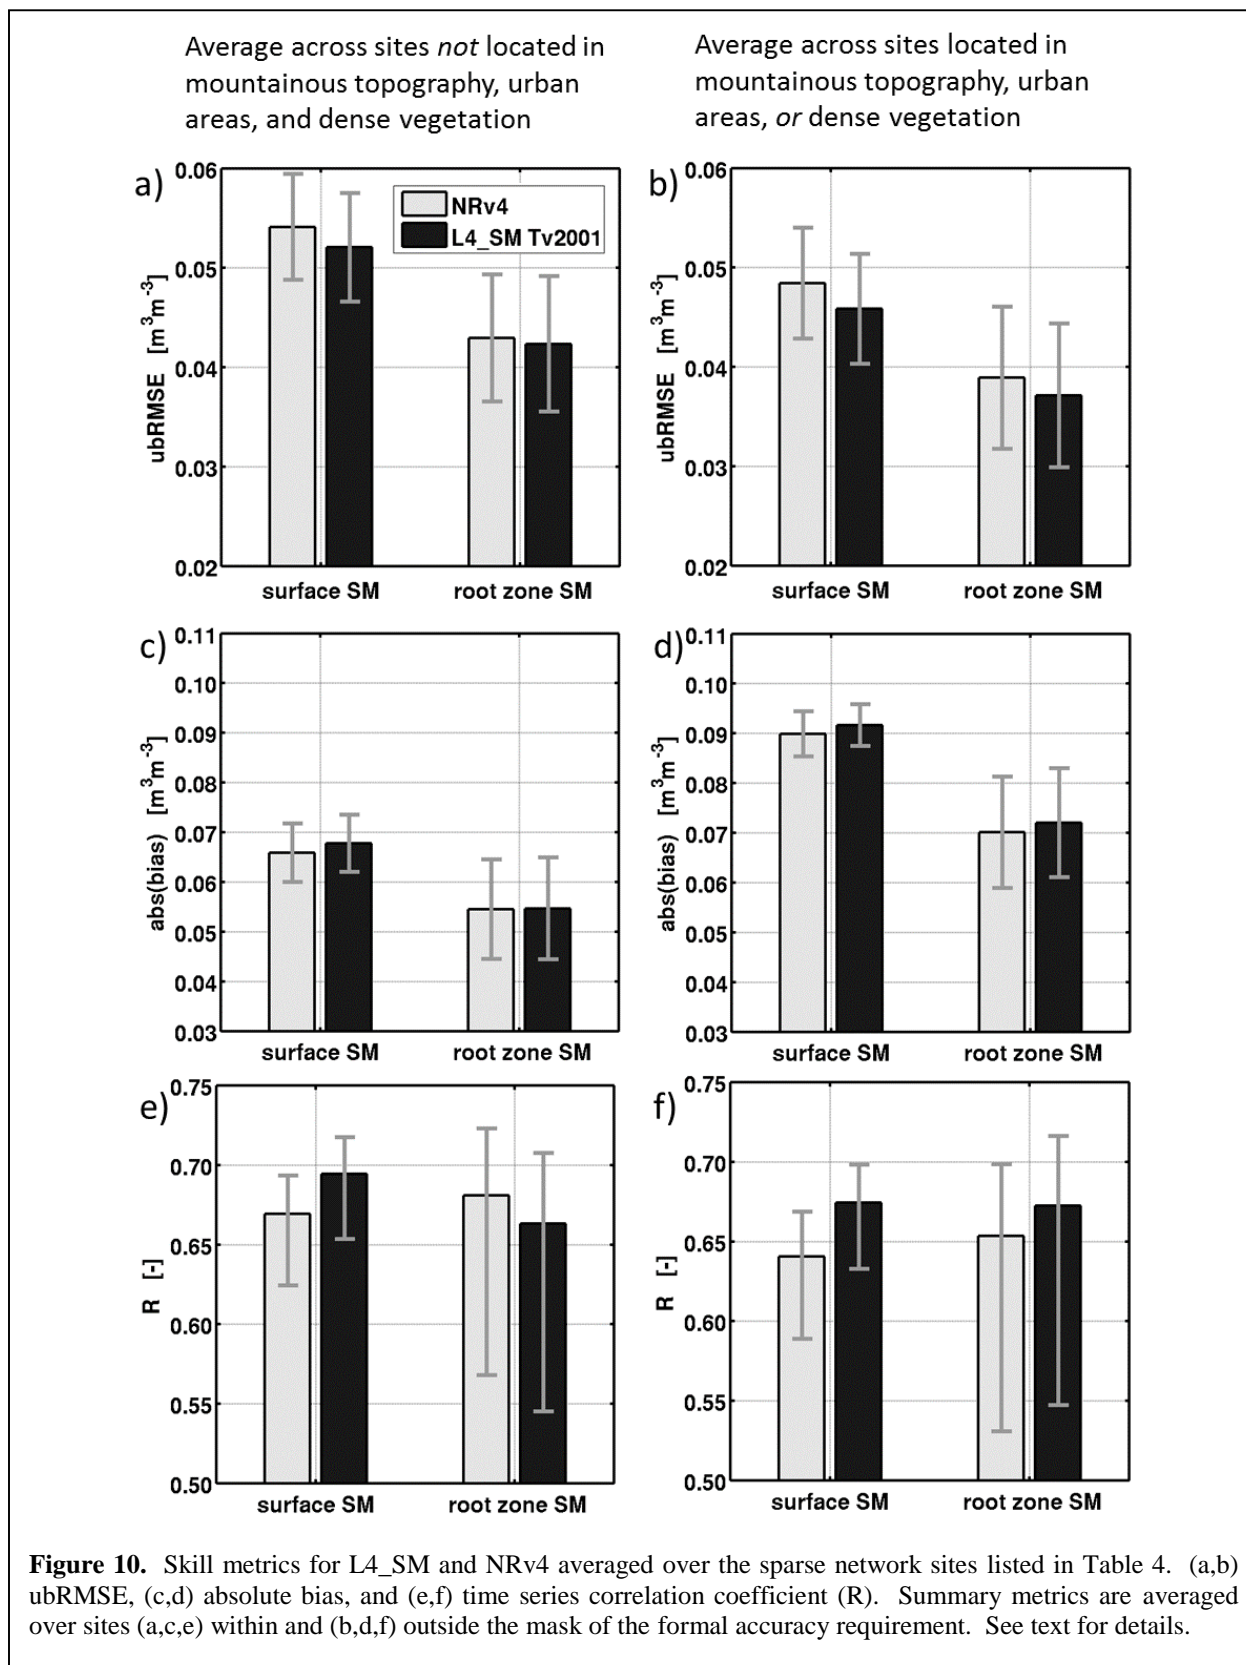 Average across sites not located in
mountainous topography, urban
areas, and dense vegetation
Average across sites located in
mountainous topography, urban
areas, or dense vegetation
a)
0.06
0.05
0.04
0.03
0.02
ubRMSE [m³m⁻³]
NRv4
L4_SM Tv2001
surface SM
root zone SM
b)
0.06
0.05
0.04
0.03
0.02
ubRMSE [m³m⁻³]
surface SM
root zone SM
c)
0.11
0.10
0.09
0.08
0.07
0.06
0.05
0.04
0.03
abs(bias) [m³m⁻³]
surface SM
root zone SM
d)
0.11
0.10
0.09
0.08
0.07
0.06
0.05
0.04
0.03
abs(bias) [m³m⁻³]
surface SM
root zone SM
e)
0.75
0.70
0.65
0.60
0.55
0.50
R [-]
surface SM
root zone SM
f)
0.75
0.70
0.65
0.60
0.55
0.50
R [-]
surface SM
root zone SM
Figure 10. Skill metrics for L4_SM and NRv4 averaged over the sparse network sites listed in Table 4. (a,b)
ubRMSE, (c,d) absolute bias, and (e,f) time series correlation coefficient (R). Summary metrics are averaged
over sites (a,c,e) within and (b,d,f) outside the mask of the formal accuracy requirement. See text for details.